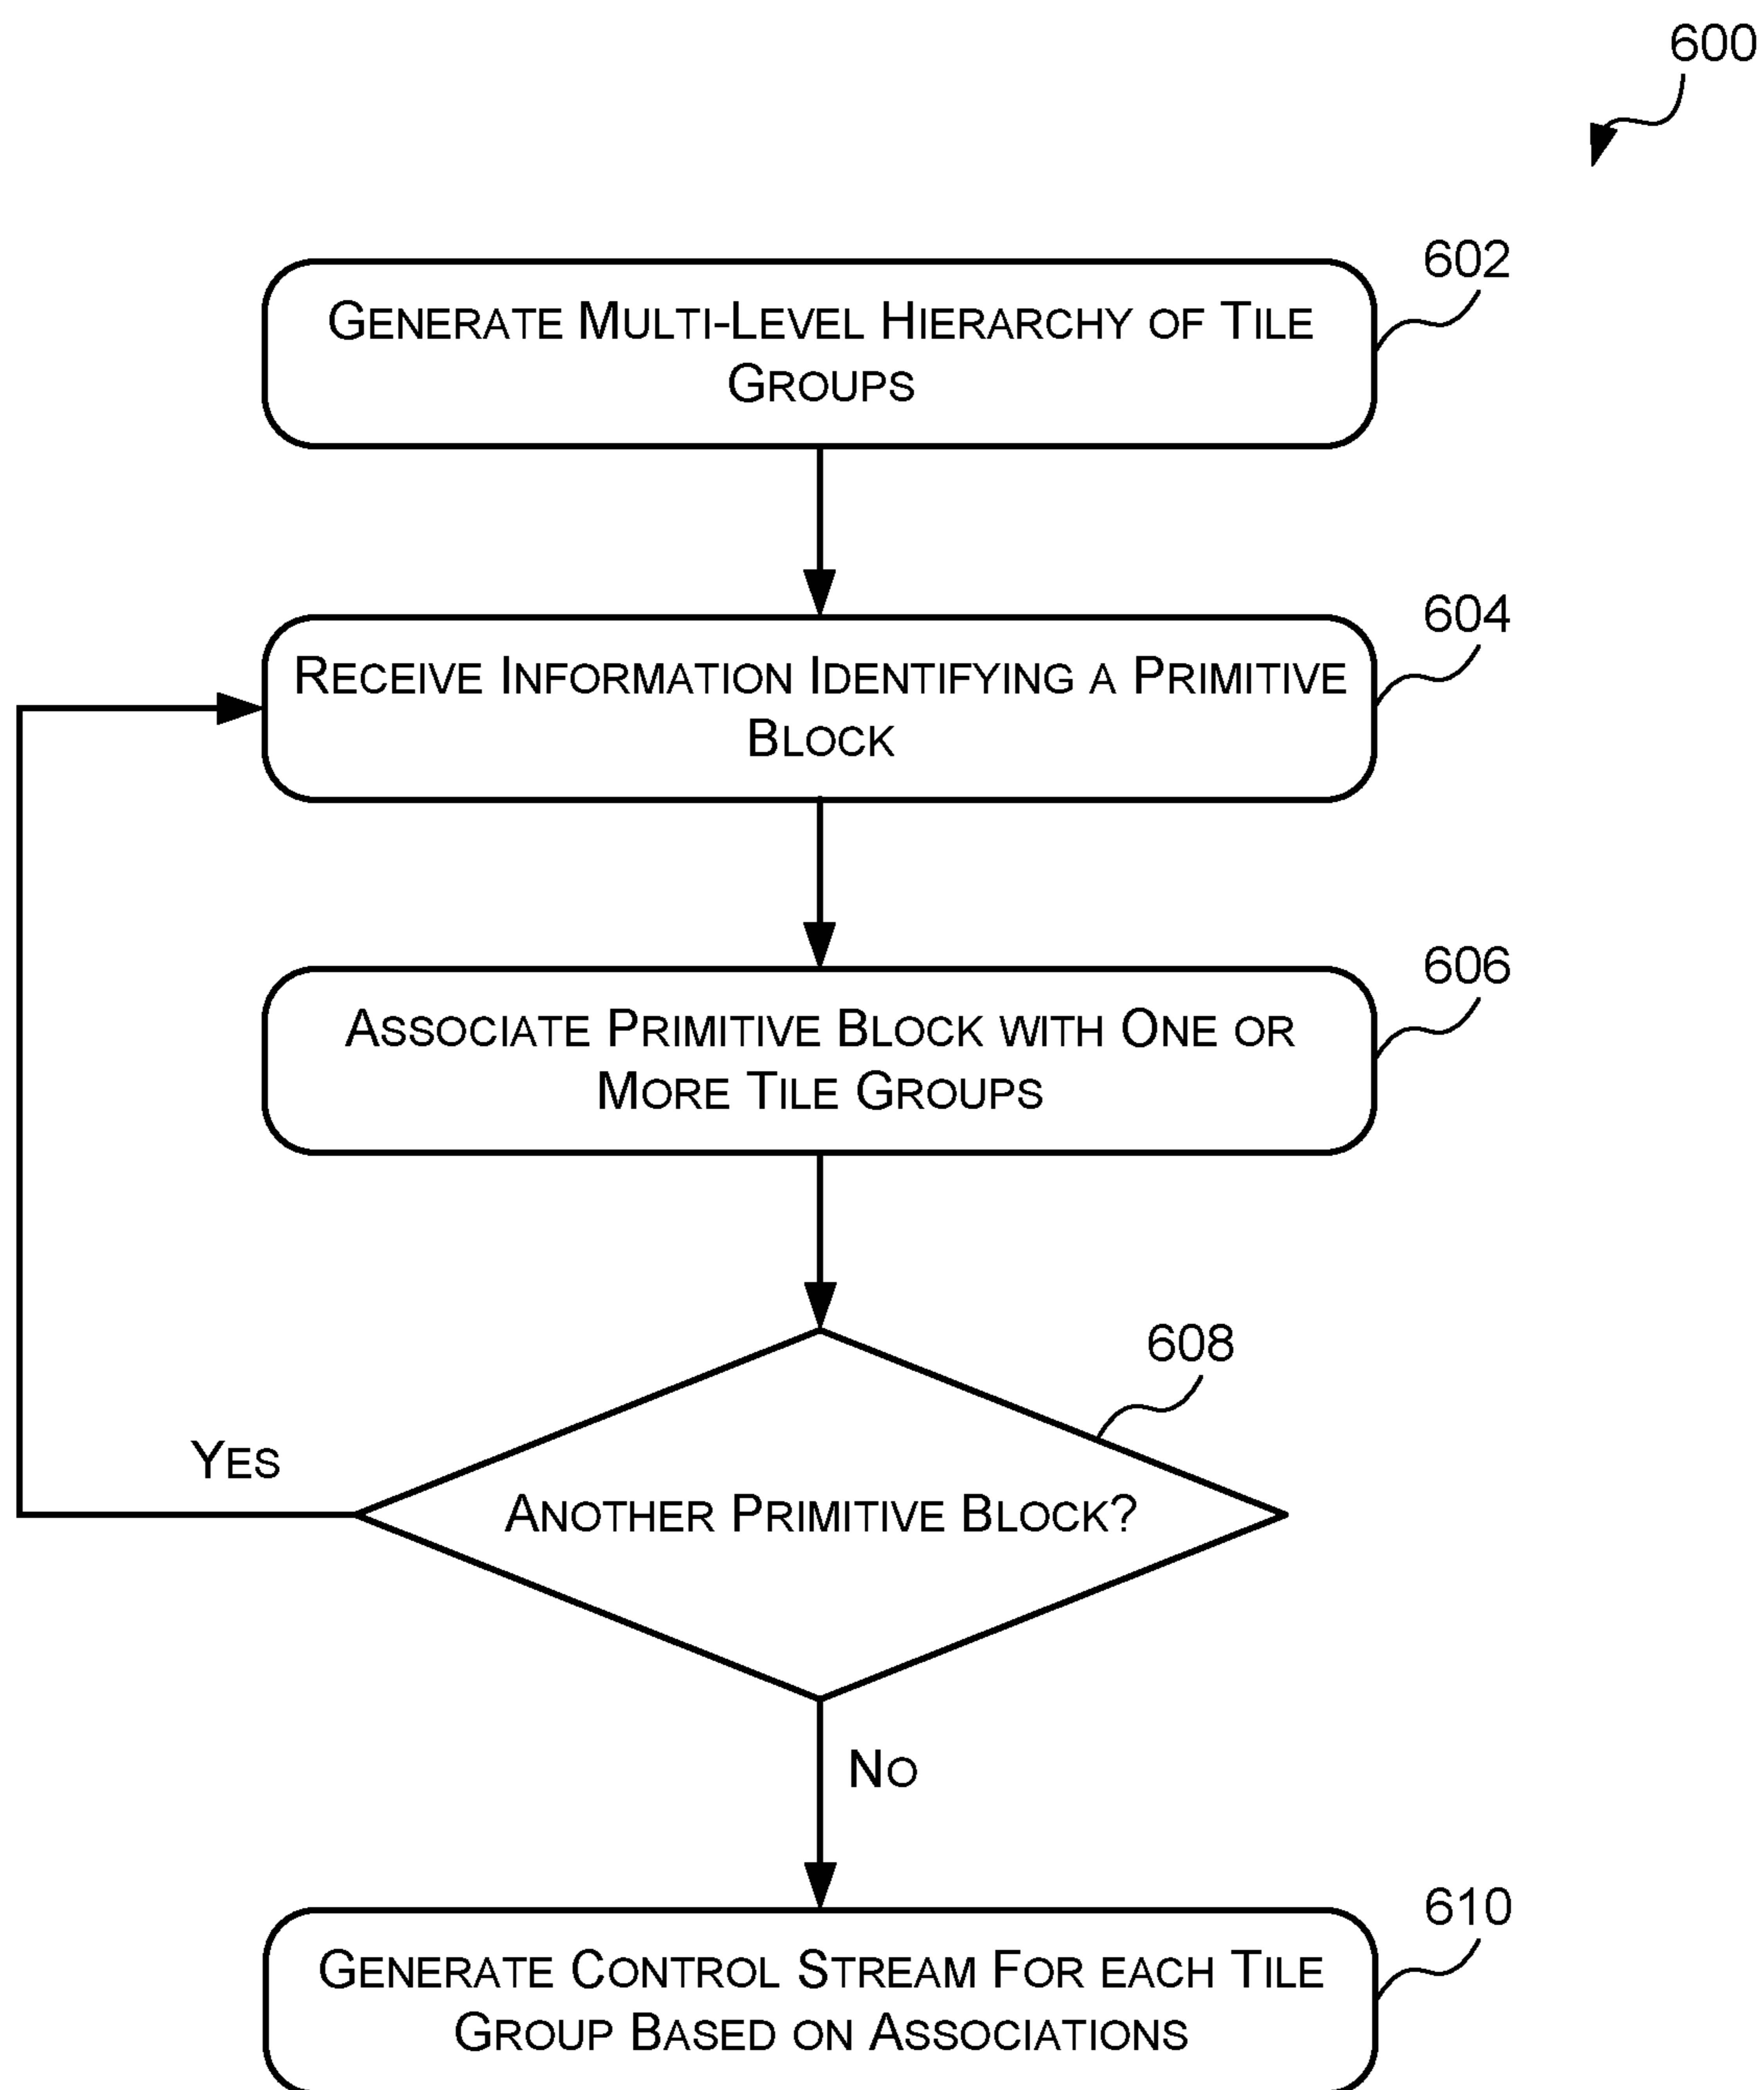 600
602
GENERATE MULTI-LEVEL HIERARCHY OF TILE
GROUPS
604
RECEIVE INFORMATION IDENTIFYING A PRIMITIVE
BLOCK
606
ASSOCIATE PRIMITIVE BLOCK WITH ONE OR
MORE TILE GROUPS
608
YES
ANOTHER PRIMITIVE BLOCK?
NO
610
GENERATE CONTROL STREAM FOR EACH TILE
GROUP BASED ON ASSOCIATIONS